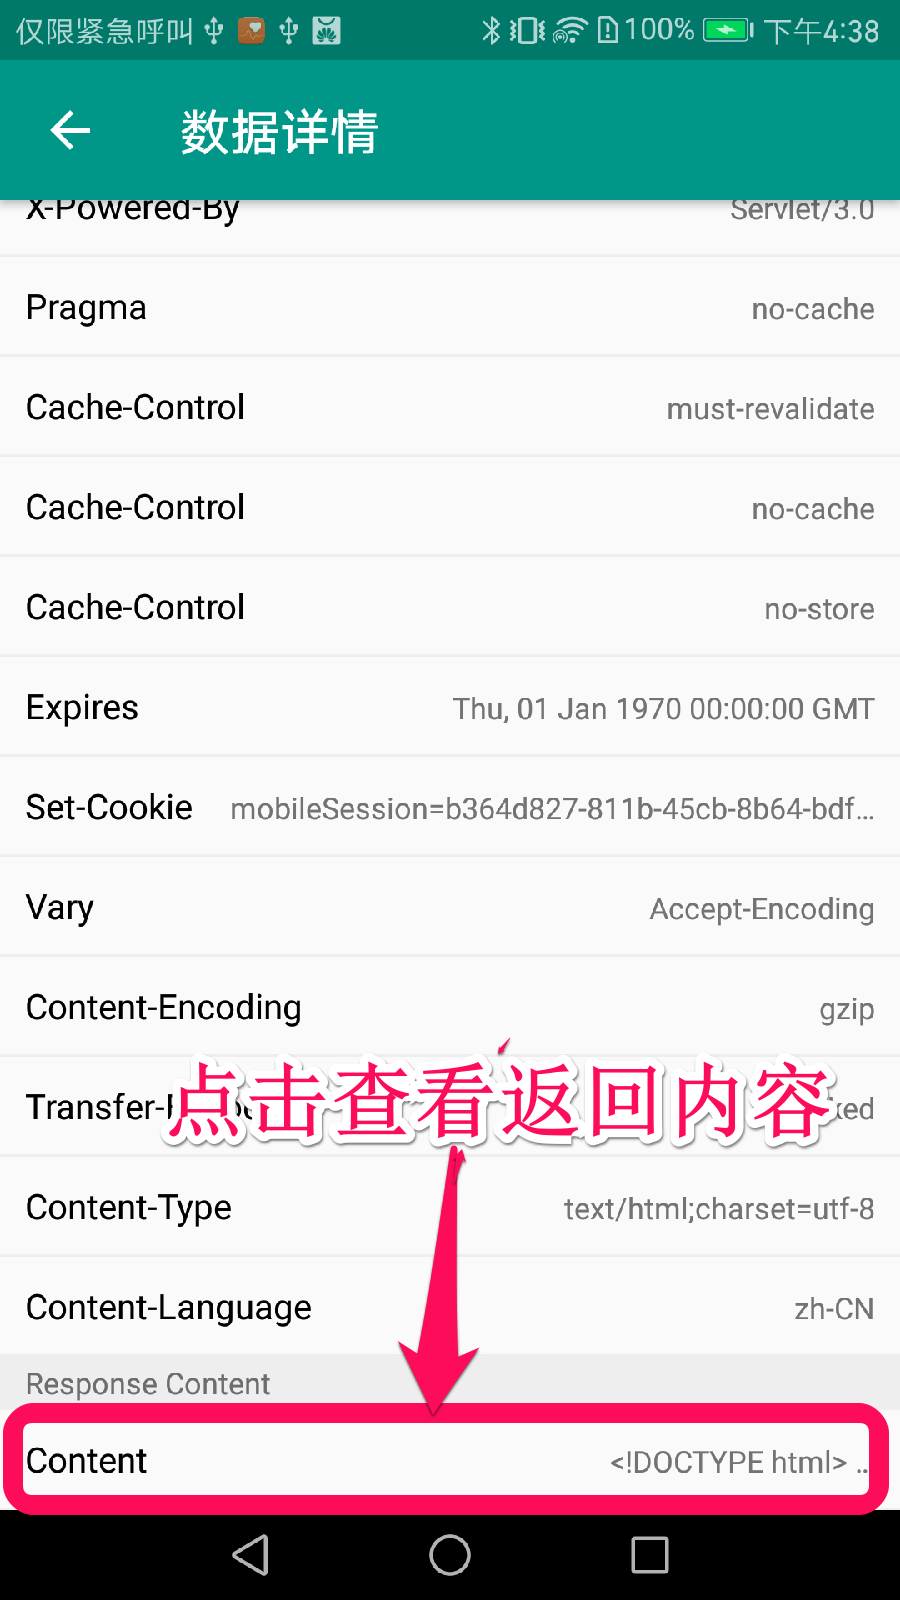 仅限紧急呼叫 100% 下午4:38
数据详情
X-Powered-By Servlet/3.0
Pragma no-cache
Cache-Control must-revalidate
Cache-Control no-cache
Cache-Control no-store
Expires Thu, 01 Jan 1970 00:00:00 GMT
Set-Cookie mobileSession=b364d827-811b-45cb-8b64-bdf...
Vary Accept-Encoding
Content-Encoding gzip
点击查看返回内容
Transfer- ked
Content-Type text/html;charset=utf-8
Content-Language zh-CN
Response Content
Content <!DOCTYPE html> ..